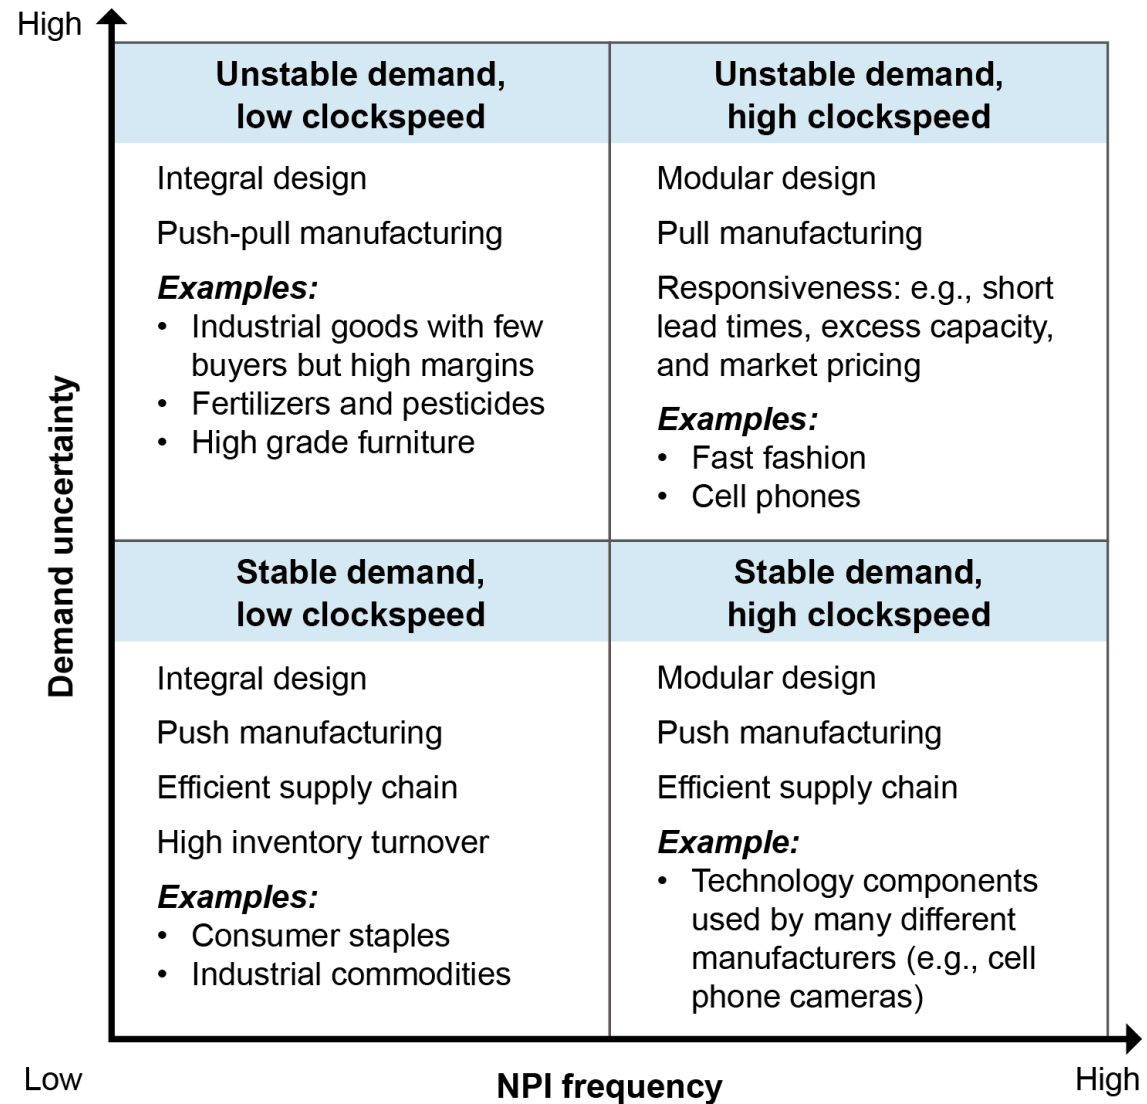 High
Unstable demand,
low clockspeed
Integral design
Push-pull manufacturing
Examples:
• Industrial goods with few
buyers but high margins
• Fertilizers and pesticides
• High grade furniture
Unstable demand,
high clockspeed
Modular design
Pull manufacturing
Responsiveness: e.g., short
lead times, excess capacity,
and market pricing
Examples:
• Fast fashion
• Cell phones
Demand uncertainty
Stable demand,
low clockspeed
Integral design
Push manufacturing
Efficient supply chain
High inventory turnover
Examples:
• Consumer staples
• Industrial commodities
Stable demand,
high clockspeed
Modular design
Push manufacturing
Efficient supply chain
Example:
• Technology components
used by many different
manufacturers (e.g., cell
phone cameras)
Low
NPI frequency
High